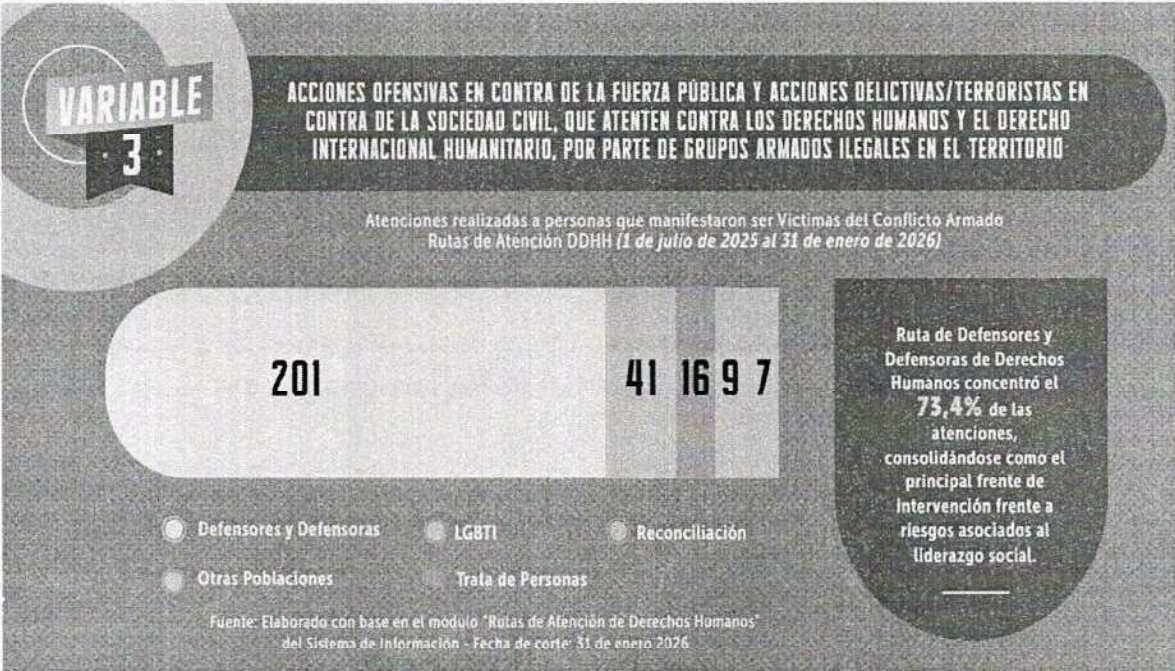 VARIABLE
3
ACCIONES OFENSIVAS EN CONTRA DE LA FUERZA PÚBLICA Y ACCIONES DELICTIVAS/TERRORISTAS EN
CONTRA DE LA SOCIEDAD CIVIL, QUE ATENTEN CONTRA LOS DERECHOS HUMANOS Y EL DERECHO
INTERNACIONAL HUMANITARIO, POR PARTE DE GRUPOS ARMADOS ILEGALES EN EL TERRITORIO
Atenciones realizadas a personas que manifestaron ser Víctimas del Conflicto Armado
Rutas de Atención DDHH (1 de julio de 2025 al 31 de enero de 2026)
201 41 16 9 7
Ruta de Defensores y
Defensoras de Derechos
Humanos concentró el
73,4% de las
atenciones,
consolidándose como el
principal frente de
intervención frente a
riesgos asociados al
liderazgo social.
Defensores y Defensoras LGBTI Reconciliación
Otras Poblaciones Trata de Personas
Fuente: Elaborado con base en el modulo "Rutas de Atención de Derechos Humanos"
del Sistema de Información - Fecha de corte: 31 de enero 2026